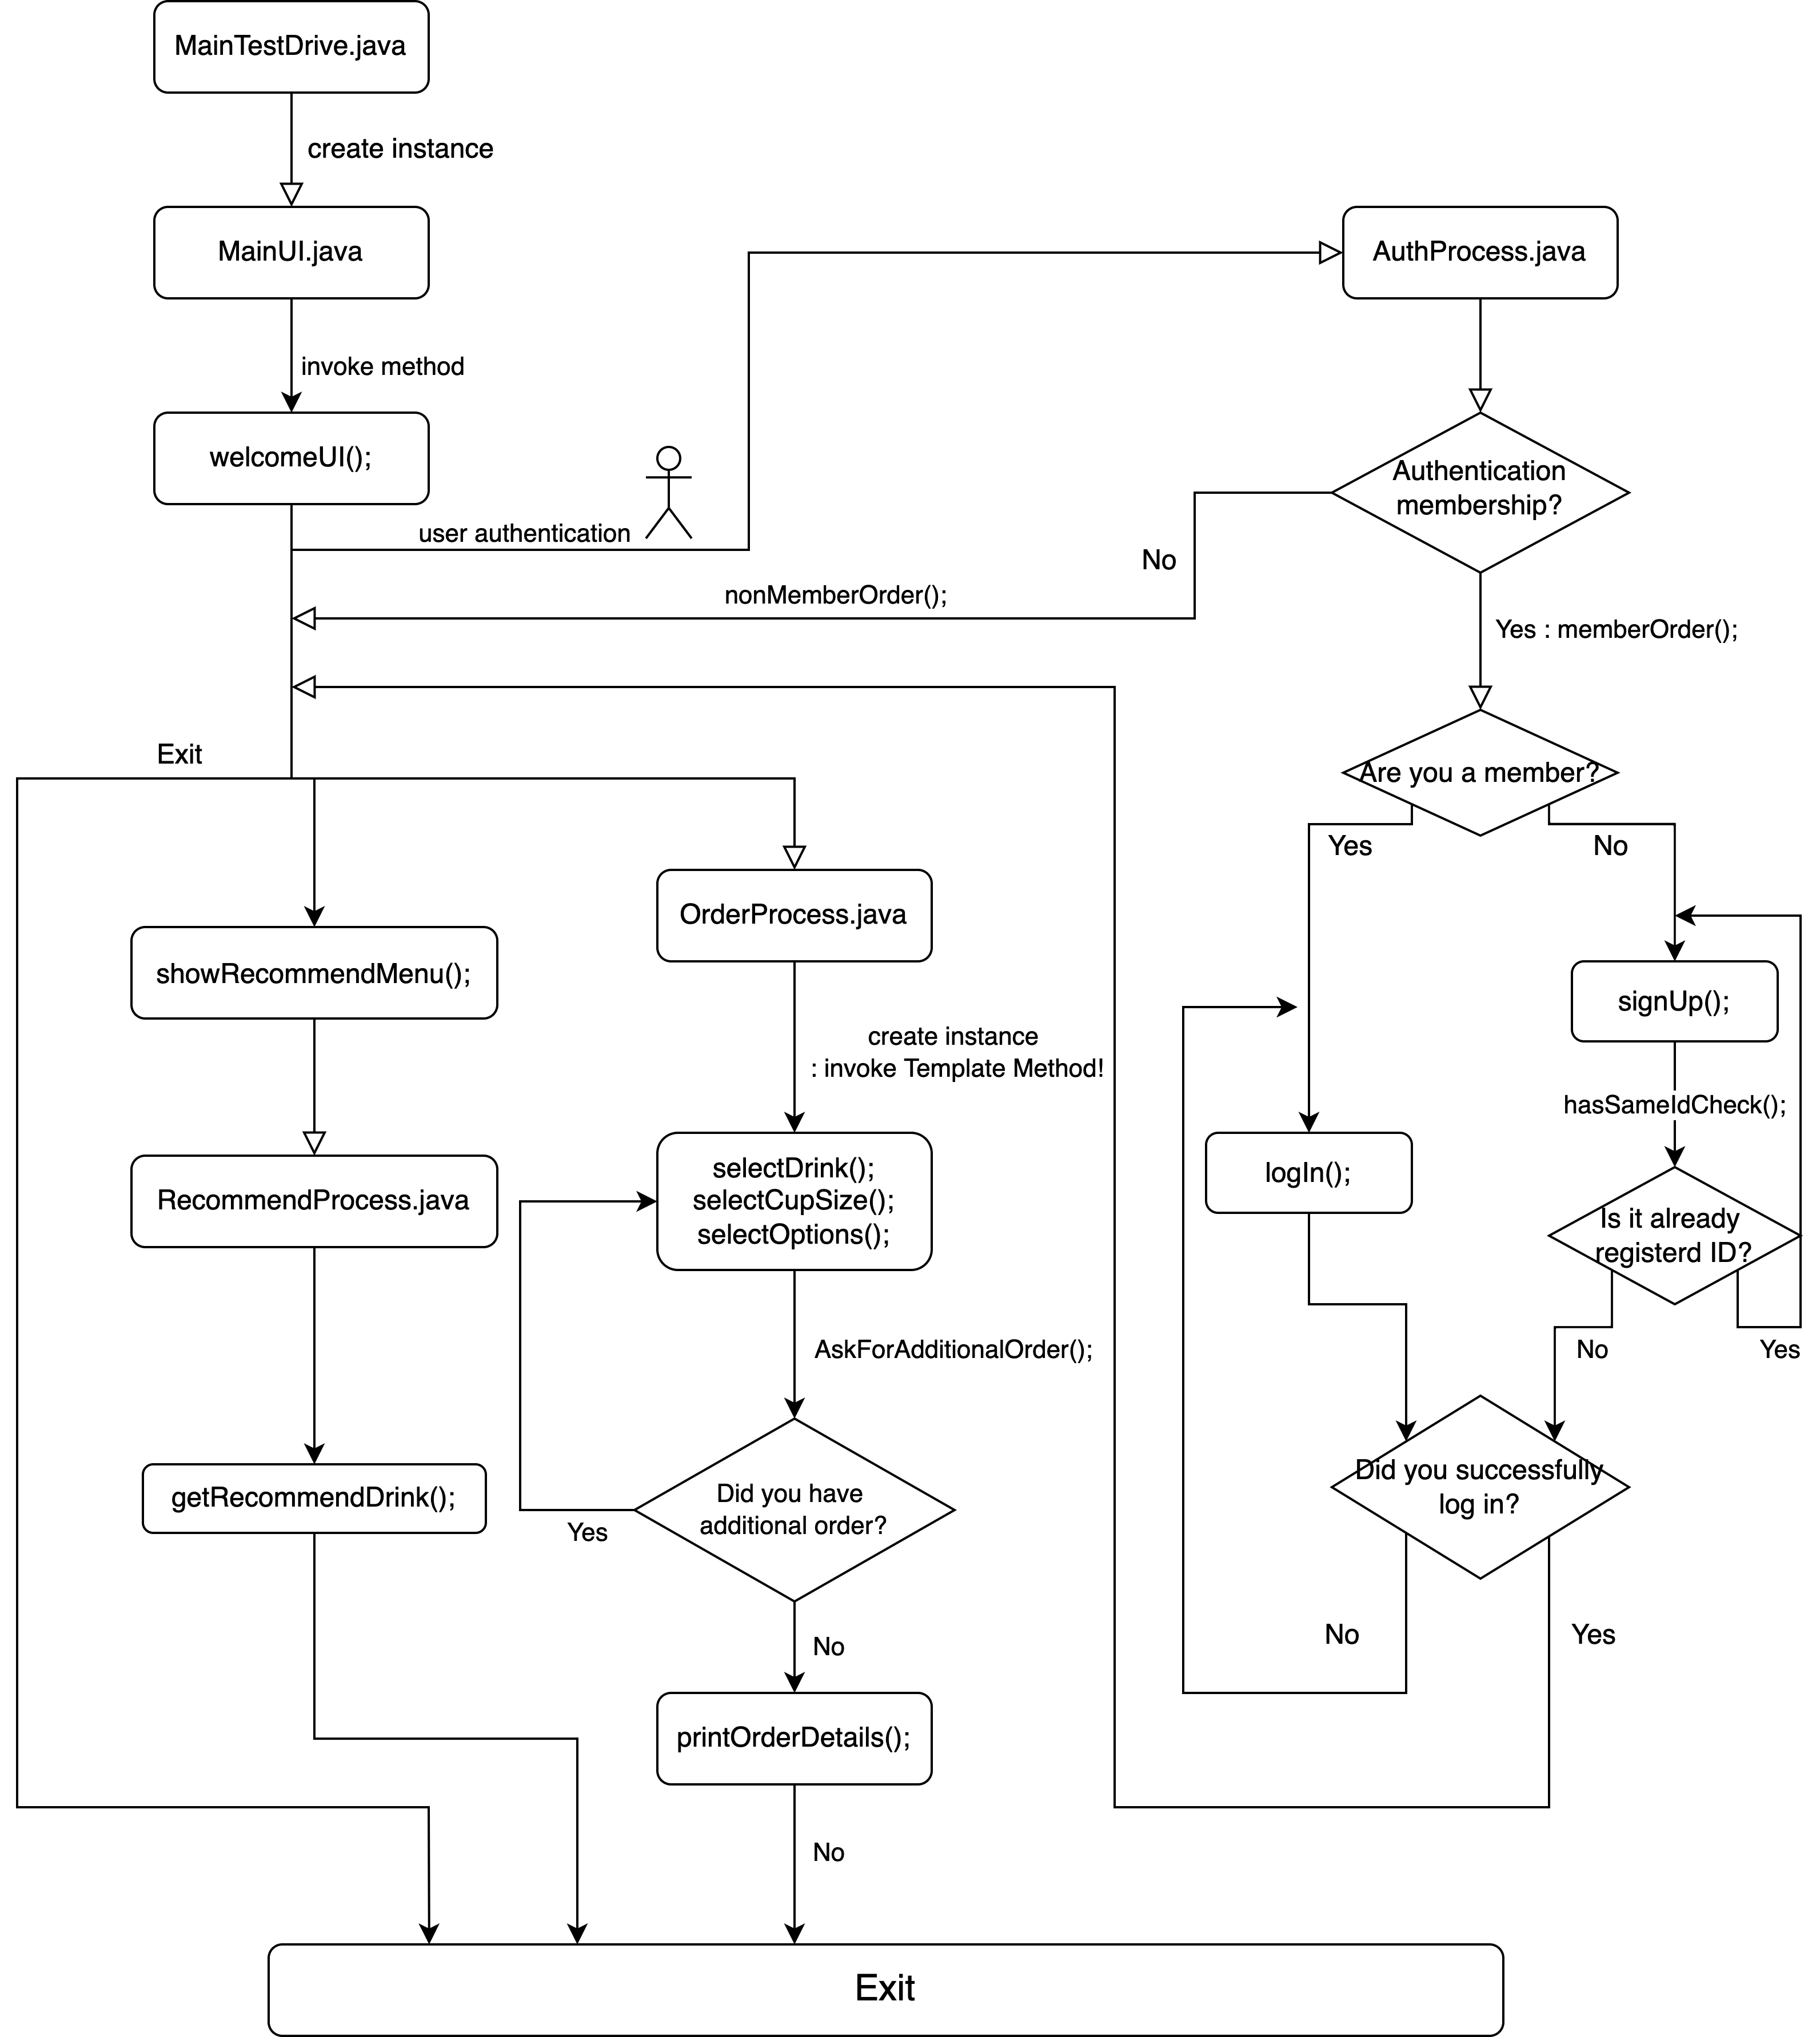 MainTestDrive.java
create instance
MainUI.java
AuthProcess.java
invoke method
welcomeUI();
Authentication
membership?
user authentication
No
nonMemberOrder();
Yes : memberOrder();
Exit
Are you a member?
Yes
No
OrderProcess.java
showRecommendMenu();
signUp();
create instance
: invoke Template Method!
hasSameIdCheck();
selectDrink();
selectCupSize();
selectOptions();
logIn();
RecommendProcess.java
Is it already
registerd ID?
AskForAdditionalOrder();
No
Yes
Did you successfully
log in?
getRecommendDrink();
Did you have
additional order?
Yes
No
No
Yes
printOrderDetails();
No
Exit